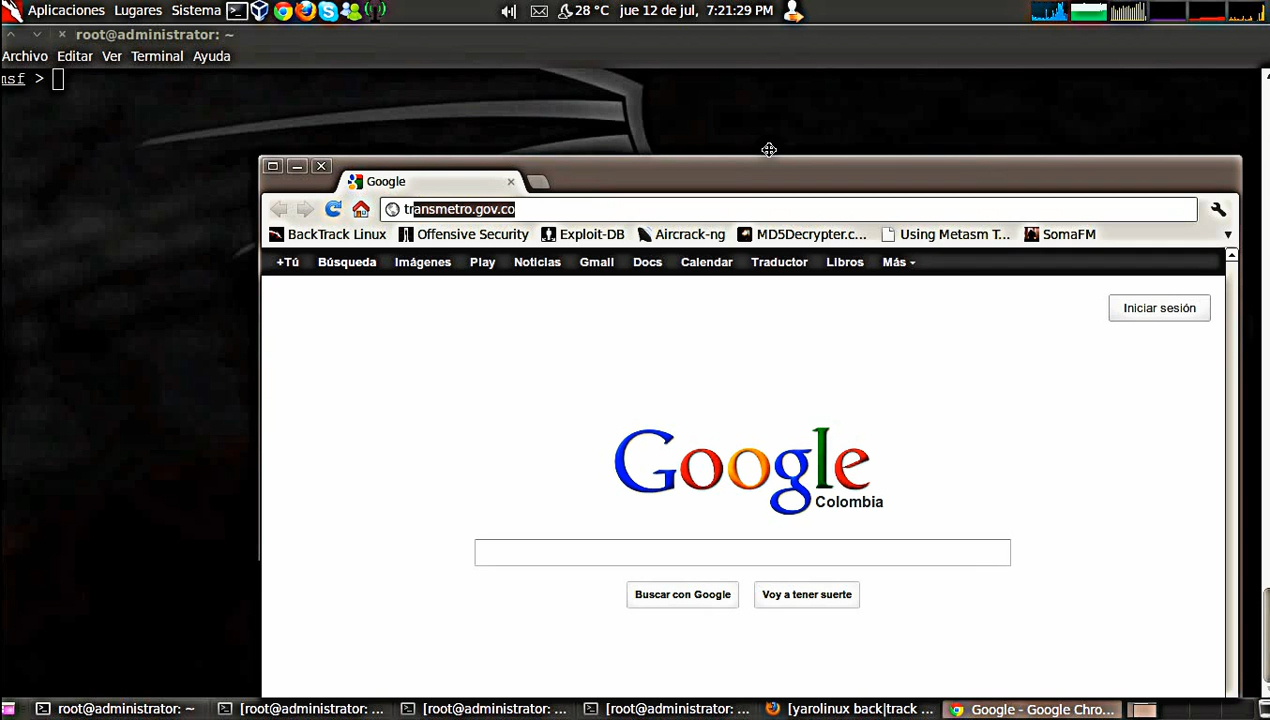 Aplicaciones Lugares Sistema 28 °C jue 12 de jul, 7:21:29 PM
root@administrator: ~
Archivo Editar Ver Terminal Ayuda
msf >
Google
transmetro.gov.co
BackTrack Linux Offensive Security Exploit-DB Aircrack-ng MD5Decrypter.c... Using Metasm T... SomaFM
+Tú Búsqueda Imágenes Play Noticias Gmail Docs Calendar Traductor Libros Más
Iniciar sesión
Google
Colombia
Buscar con Google Voy a tener suerte
root@administrator: ~ [root@administrator: ... [root@administrator: ... [root@administrator: ... [yarolinux back|track ... Google - Google Chro...